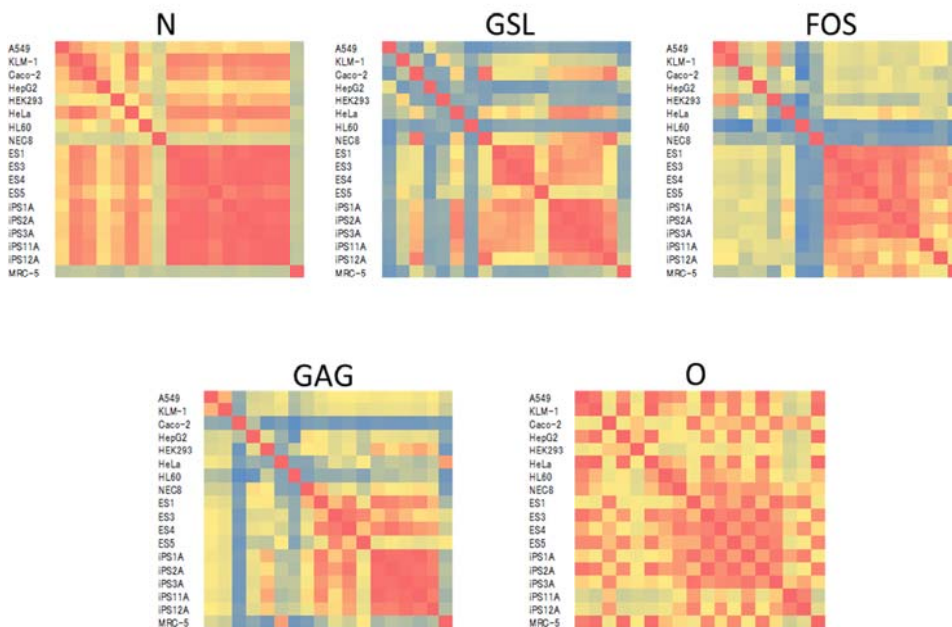 N
GSL
FOS
A549
KLM-1
Caco-2
HepG2
HEK293
HeLa
HL60
NEC8
ES1
ES3
ES4
ES5
iPS1A
iPS2A
iPS3A
iPS11A
iPS12A
MRC-5
A549
KLM-1
Caco-2
HepG2
HEK293
HeLa
HL60
NEC8
ES1
ES3
ES4
ES5
iPS1A
iPS2A
iPS3A
iPS11A
iPS12A
MRC-5
A549
KLM-1
Caco-2
HepG2
HEK293
HeLa
HL60
NEC8
ES1
ES3
ES4
ES5
iPS1A
iPS2A
iPS3A
iPS11A
iPS12A
MRC-5
GAG
O
A549
KLM-1
Caco-2
HepG2
HEK293
HeLa
HL60
NEC8
ES1
ES3
ES4
ES5
iPS1A
iPS2A
iPS3A
iPS11A
iPS12A
MRC-5
A549
KLM-1
Caco-2
HepG2
HEK293
HeLa
HL60
NEC8
ES1
ES3
ES4
ES5
iPS1A
iPS2A
iPS3A
iPS11A
iPS12A
MRC-5